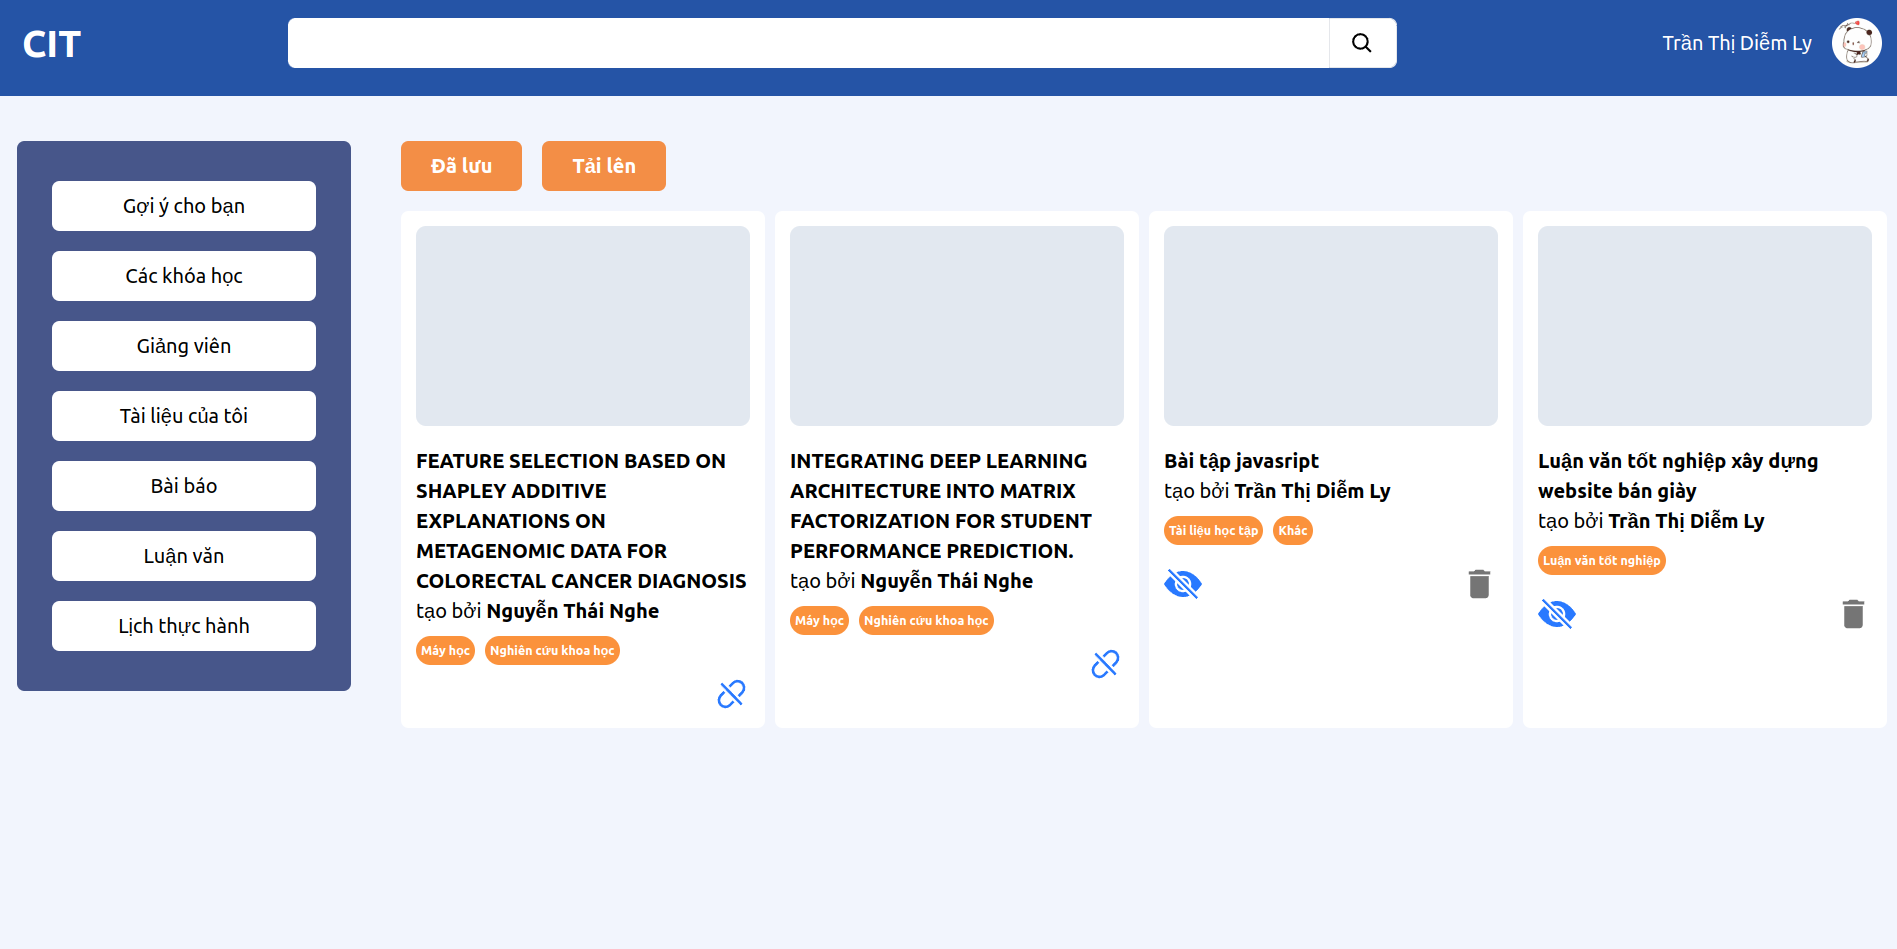 CIT
Trần Thị Diễm Ly
Gợi ý cho bạn
Các khóa học
Giảng viên
Tài liệu của tôi
Bài báo
Luận văn
Lịch thực hành
Đã lưu
Tải lên
FEATURE SELECTION BASED ON
SHAPLEY ADDITIVE
EXPLANATIONS ON
METAGENOMIC DATA FOR
COLORECTAL CANCER DIAGNOSIS
tạo bởi Nguyễn Thái Nghe
Máy học
Nghiên cứu khoa học
INTEGRATING DEEP LEARNING
ARCHITECTURE INTO MATRIX
FACTORIZATION FOR STUDENT
PERFORMANCE PREDICTION.
tạo bởi Nguyễn Thái Nghe
Máy học
Nghiên cứu khoa học
Bài tập javasript
tạo bởi Trần Thị Diễm Ly
Tài liệu học tập
Khác
Luận văn tốt nghiệp xây dựng
website bán giày
tạo bởi Trần Thị Diễm Ly
Luận văn tốt nghiệp